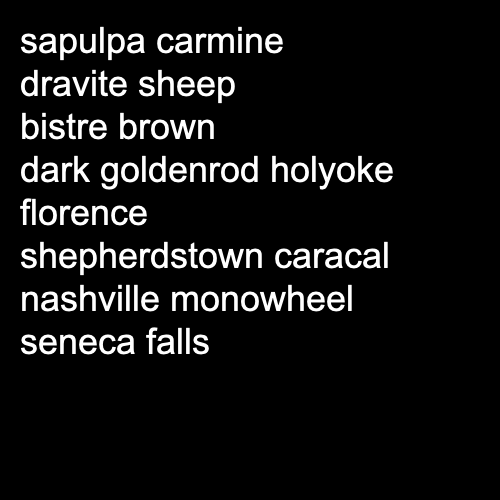 sapulpa carmine
dravite sheep
bistre brown
dark goldenrod holyoke
florence
shepherdstown caracal
nashville monowheel
seneca falls